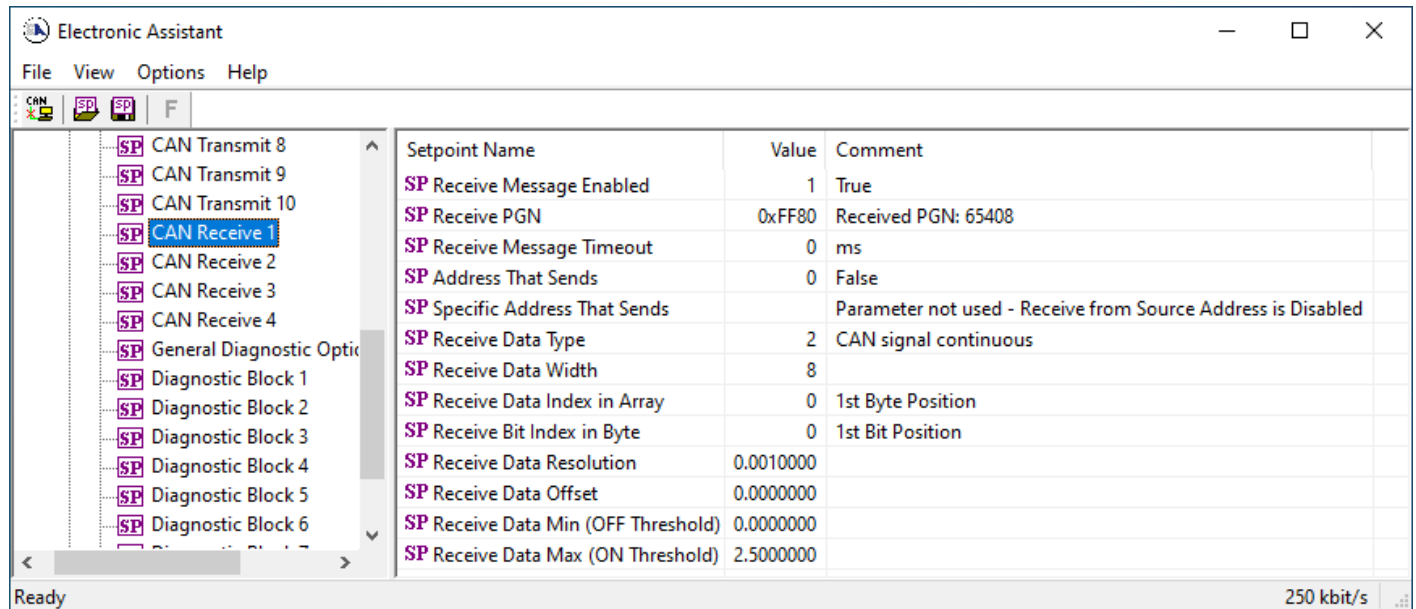 Electronic Assistant
File View Options Help
CAN SP SP F
SP CAN Transmit 8
SP CAN Transmit 9
SP CAN Transmit 10
SP CAN Receive 1
SP CAN Receive 2
SP CAN Receive 3
SP CAN Receive 4
SP General Diagnostic Optio
SP Diagnostic Block 1
SP Diagnostic Block 2
SP Diagnostic Block 3
SP Diagnostic Block 4
SP Diagnostic Block 5
SP Diagnostic Block 6
Setpoint Name Value Comment
SP Receive Message Enabled 1 True
SP Receive PGN 0xFF80 Received PGN: 65408
SP Receive Message Timeout 0 ms
SP Address That Sends 0 False
SP Specific Address That Sends Parameter not used - Receive from Source Address is Disabled
SP Receive Data Type 2 CAN signal continuous
SP Receive Data Width 8
SP Receive Data Index in Array 0 1st Byte Position
SP Receive Bit Index in Byte 0 1st Bit Position
SP Receive Data Resolution 0.0010000
SP Receive Data Offset 0.0000000
SP Receive Data Min (OFF Threshold) 0.0000000
SP Receive Data Max (ON Threshold) 2.5000000
Ready 250 kbit/s